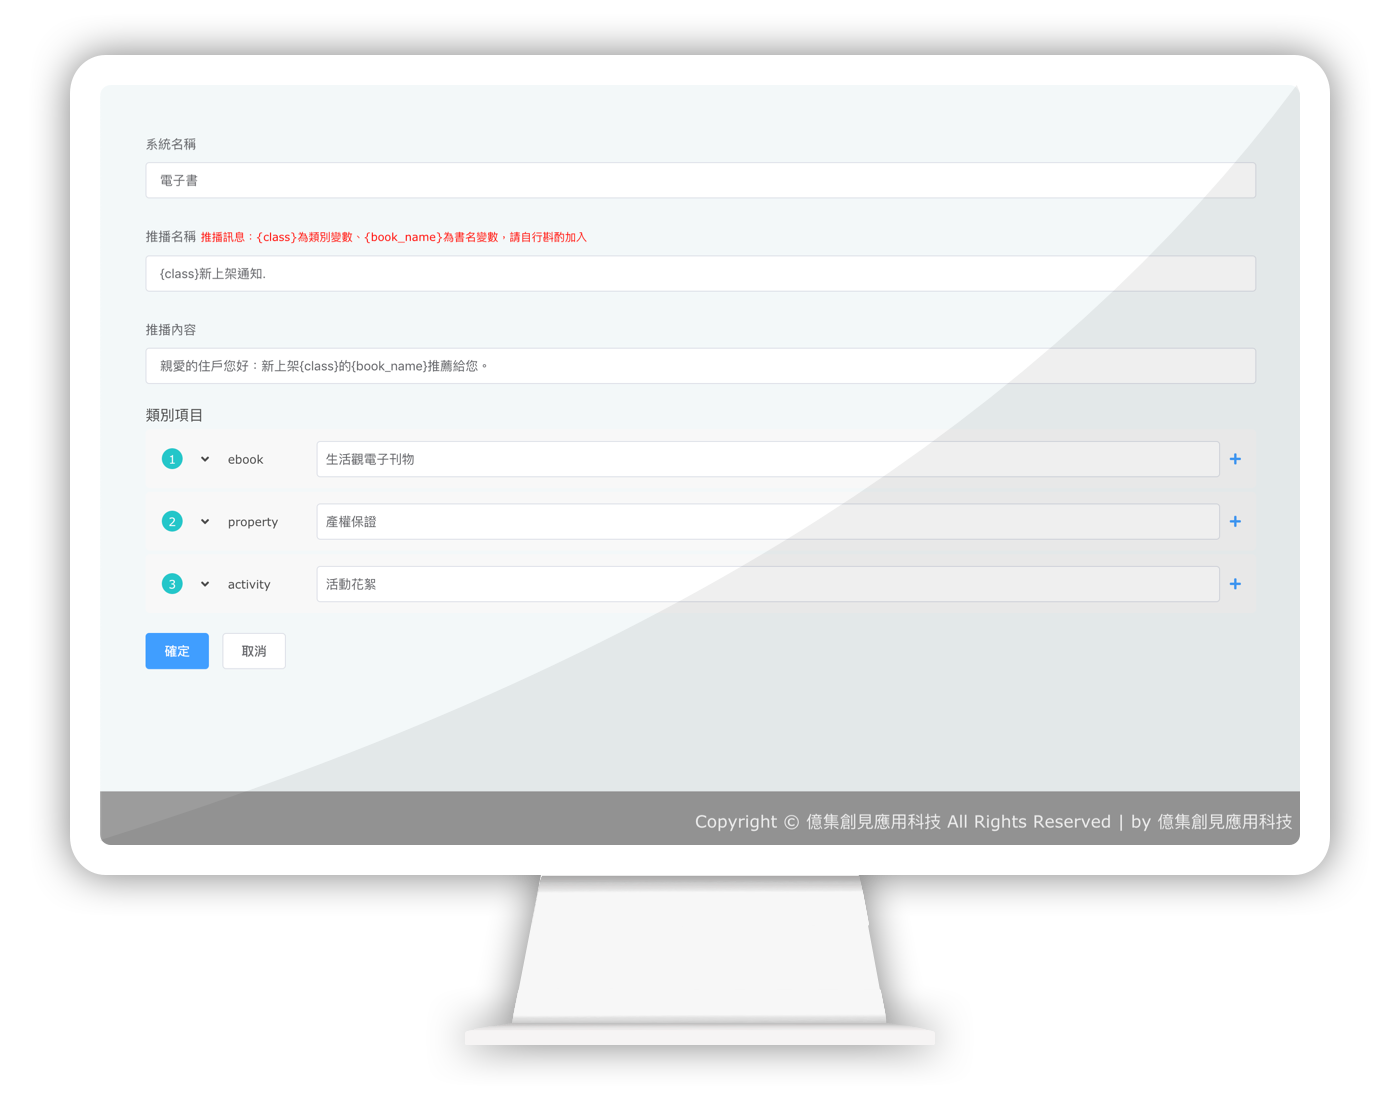 系統名稱
電子書
推播名稱 推播訊息：{class}為類別變數、{book_name}為書名變數，請自行斟酌加入
{class}新上架通知.
推播內容
親愛的住戶您好：新上架{class}的{book_name}推薦給您。
類別項目
1 ebook 生活觀電子刊物 +
2 property 產權保證 +
3 activity 活動花絮 +
確定 取消
Copyright © 億集創見應用科技 All Rights Reserved | by 億集創見應用科技